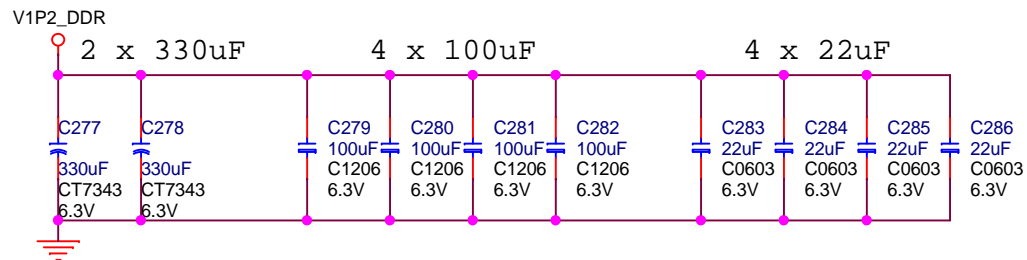 V1P2_DDR
2 x 330uF 4 x 100uF 4 x 22uF
C277 C278 C279 C280 C281 C282 C283 C284 C285 C286
100uF 100uF 100uF 100uF 22uF 22uF 22uF 22uF
330uF 330uF C1206 C1206 C1206 C1206 C0603 C0603 C0603 C0603
CT7343 CT7343 6.3V 6.3V 6.3V 6.3V 6.3V 6.3V 6.3V 6.3V
6.3V 6.3V